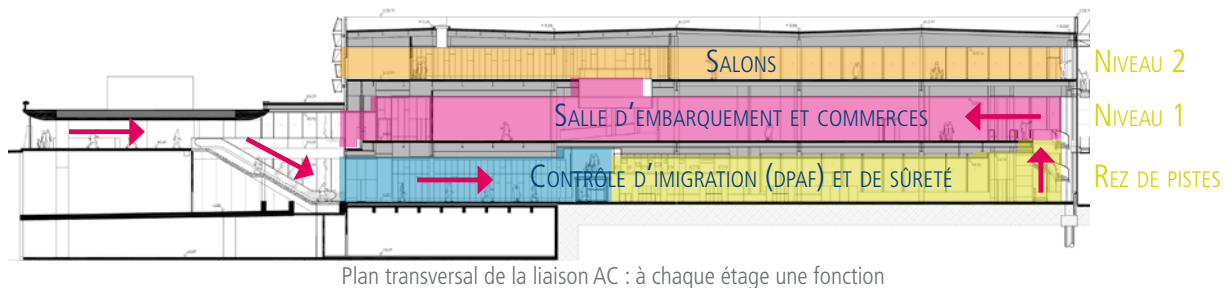 Salons Niveau 2
Salle d'embarquement et commerces Niveau 1
Contrôle d'imigration (dpaf) et de sûreté Rez de pistes
Plan transversal de la liaison AC : à chaque étage une fonction